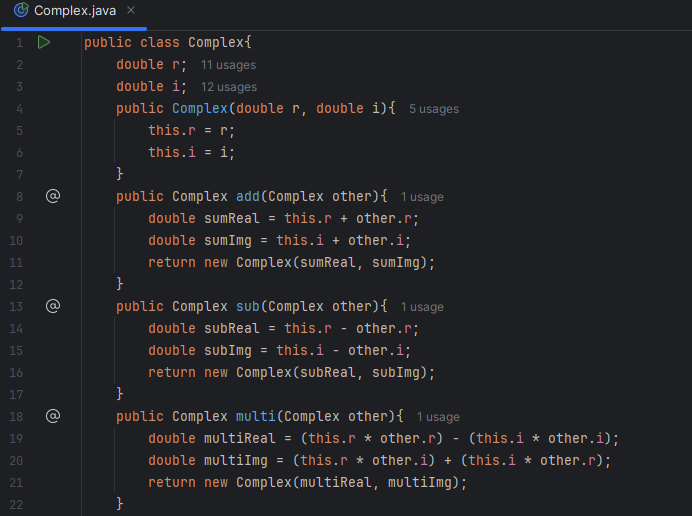 Complex.java
1 public class Complex{
2 double r; 11 usages
3 double i; 12 usages
4 public Complex(double r, double i){ 5 usages
5 this.r = r;
6 this.i = i;
7 }
8 @ public Complex add(Complex other){ 1 usage
9 double sumReal = this.r + other.r;
10 double sumImg = this.i + other.i;
11 return new Complex(sumReal, sumImg);
12 }
13 @ public Complex sub(Complex other){ 1 usage
14 double subReal = this.r - other.r;
15 double subImg = this.i - other.i;
16 return new Complex(subReal, subImg);
17 }
18 @ public Complex multi(Complex other){ 1 usage
19 double multiReal = (this.r * other.r) - (this.i * other.i);
20 double multiImg = (this.r * other.i) + (this.i * other.r);
21 return new Complex(multiReal, multiImg);
22 }